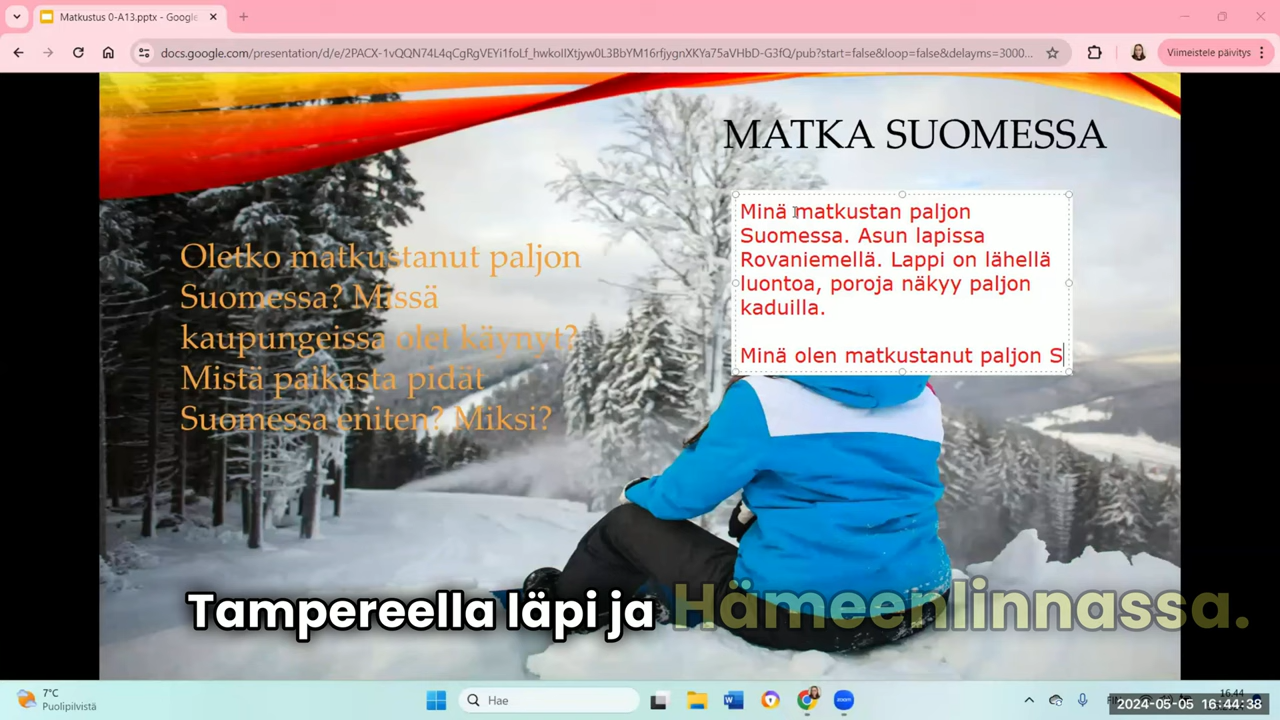 Matkustus 0-A13.pptx - Google
docs.google.com/presentation/d/e/2PACX-1vQQN74L4qCgRgVEYi1foLf_hwkoIIXtjyw0L3BbYM16rfjygnXKYa75aVHbD-G3fQ/pub?start=false&loop=false&delayms=3000...
Viimeistele päivitys
MATKA SUOMESSA
Oletko matkustanut paljon
Suomessa? Missä
kaupungeissa olet käynyt?
Mistä paikasta pidät
Suomessa eniten? Miksi?
Minä matkustan paljon
Suomessa. Asun lapissa
Rovaniemellä. Lappi on lähellä
luontoa, poroja näkyy paljon
kaduilla.
Minä olen matkustanut paljon S
Tampereella läpi ja Hämeenlinnassa.
7°C
Puolipilvistä
Hae
16.44
2024-05-05 16:44:38